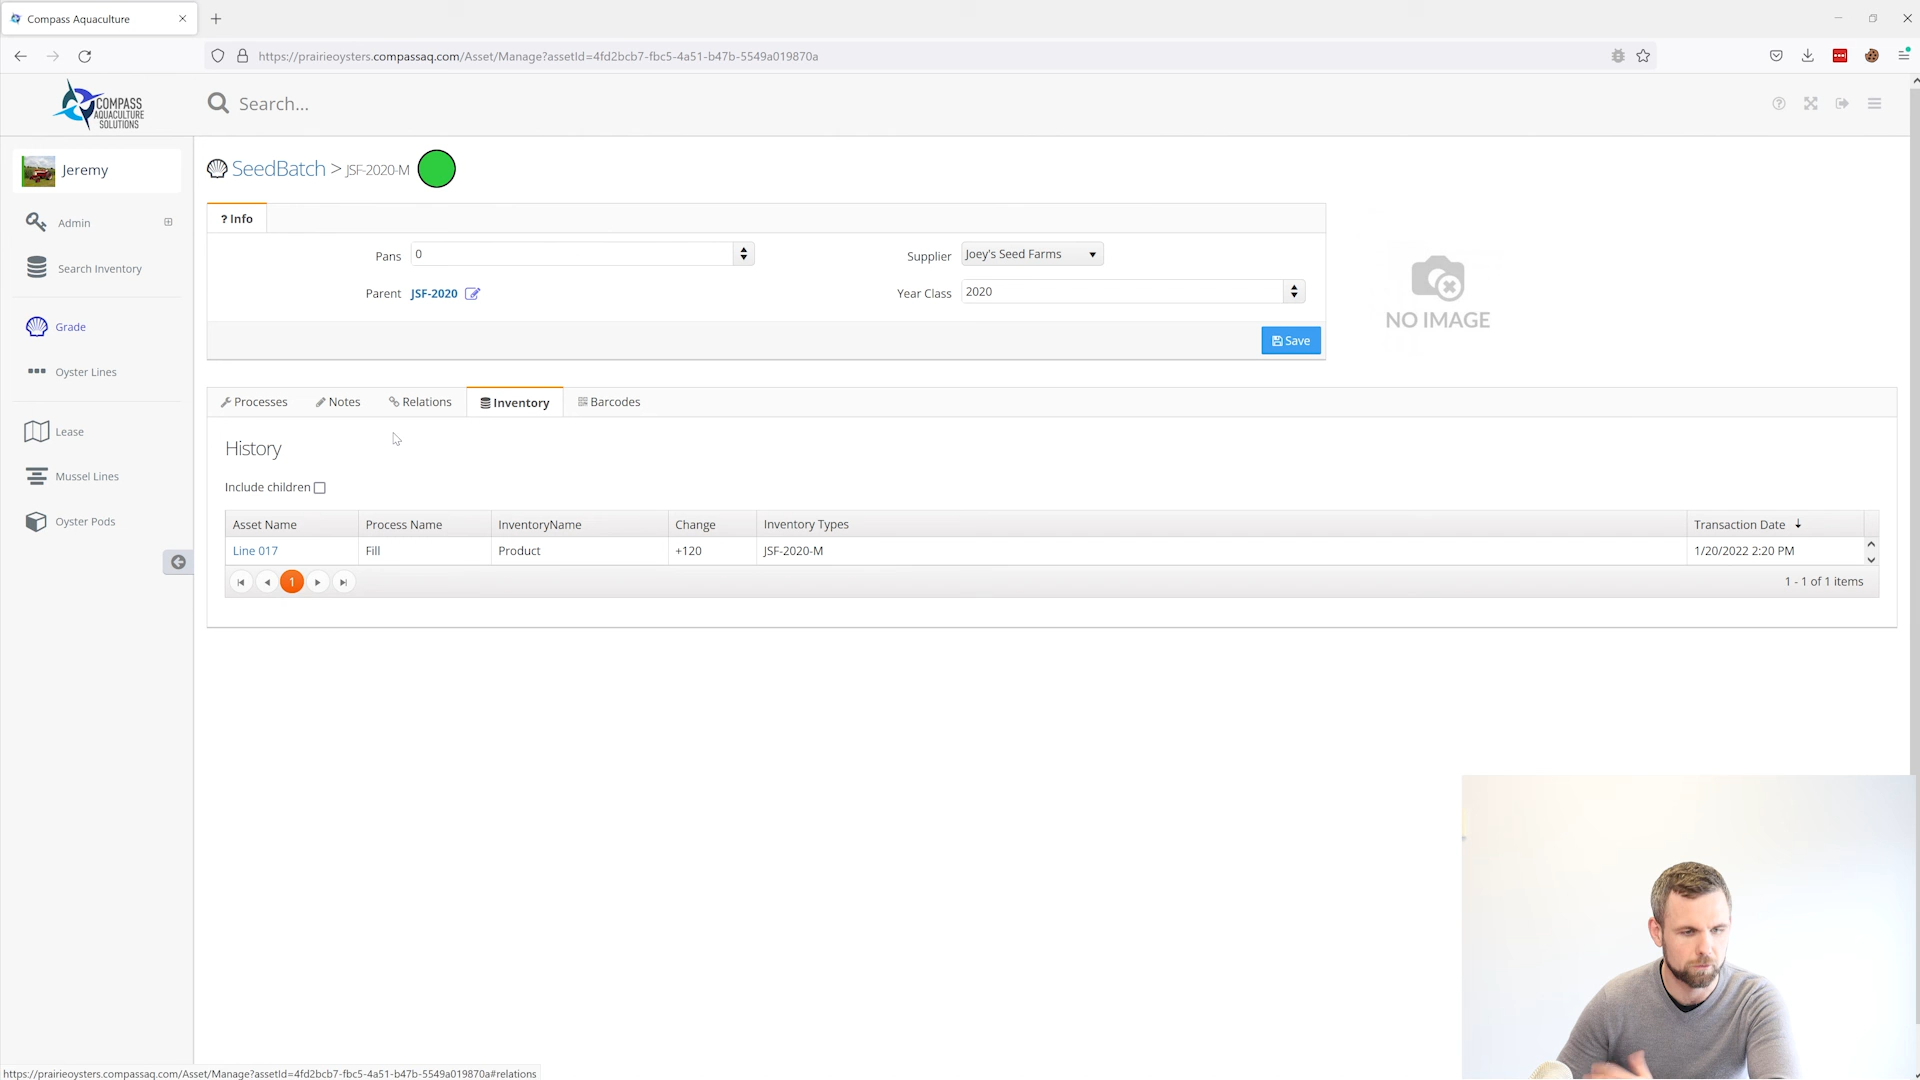 Compass Aquaculture
https://prairieoysters.compassaq.com/Asset/Manage?assetId=4fd2bcb7-fbc5-4a51-b47b-5549a019870a
COMPASS
AQUACULTURE
SOLUTIONS
Search...
Jeremy
Admin
Search Inventory
Grade
Oyster Lines
Lease
Mussel Lines
Oyster Pods
SeedBatch > JSF-2020-M
? Info
Pans 0
Supplier Joey's Seed Farms
Parent JSF-2020
Year Class 2020
Save
NO IMAGE
Processes Notes Relations Inventory Barcodes
History
Include children
Asset Name Process Name InventoryName Change Inventory Types Transaction Date
Line 017 Fill Product +120 JSF-2020-M 1/20/2022 2:20 PM
1
1 - 1 of 1 items
https://prairieoysters.compassaq.com/Asset/Manage?assetId=4fd2bcb7-fbc5-4a51-b47b-5549a019870a#relations